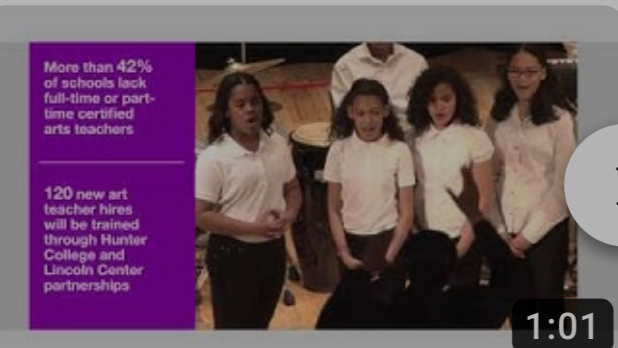 More than 42%
of schools lack
full-time or part-
time certified
arts teachers
120 new art
teacher hires
will be trained
through Hunter
College and
Lincoln Center
partnerships
1:01